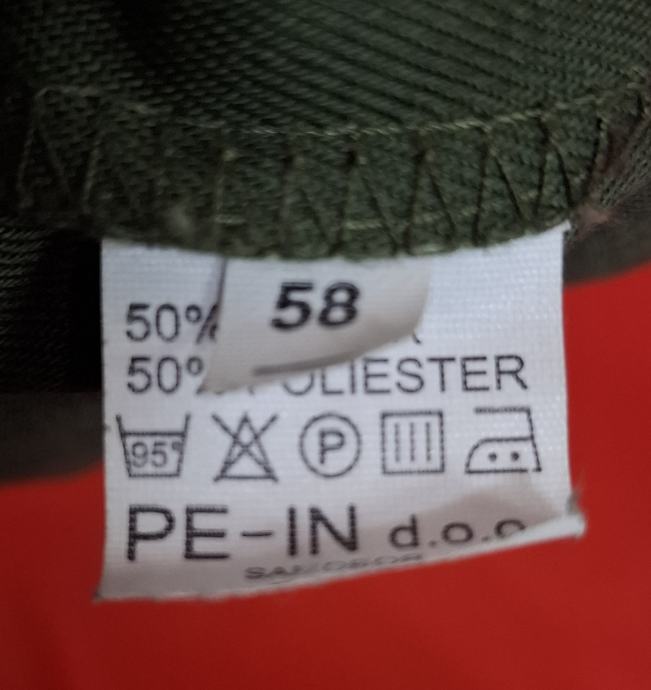 58
50%
50% POLIESTER
95°
P
PE-IN d.o.o.
SAMOBOR